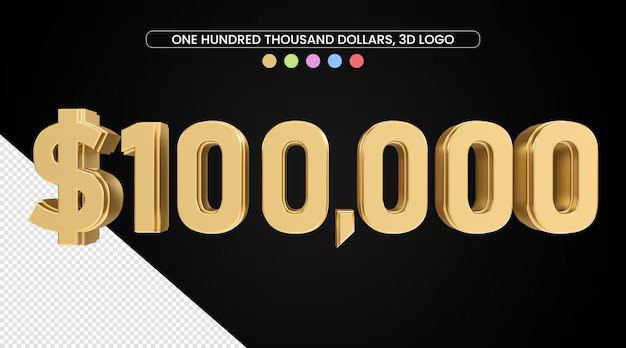 ONE HUNDRED THOUSAND DOLLARS, 3D LOGO
$100,000